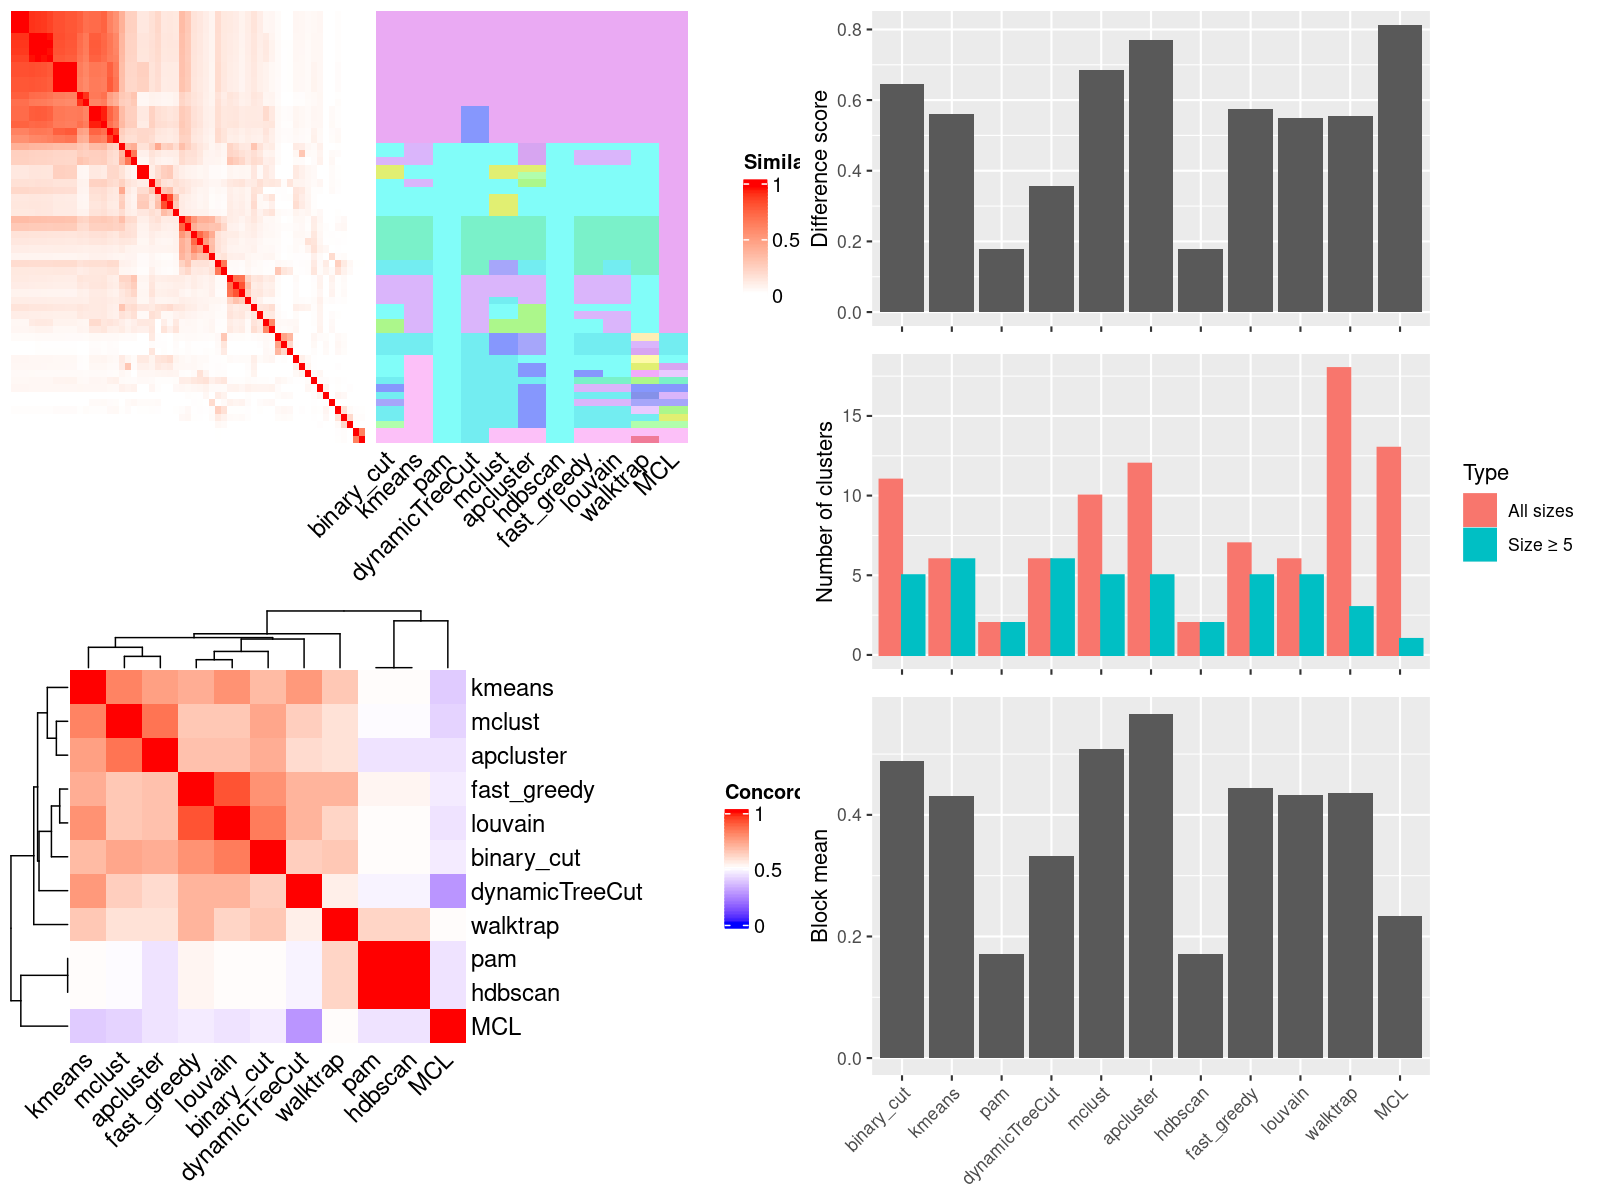 Simila
1
0.5
0
binary_cut
kmeans
pam
dynamicTreeCut
mclust
apcluster
hdbscan
fast_greedy
louvain
walktrap
MCL
Difference score
0.8
0.6
0.4
0.2
0.0
Number of clusters
15
10
5
0
Type
All sizes
Size ≥ 5
kmeans
mclust
apcluster
fast_greedy
louvain
binary_cut
dynamicTreeCut
walktrap
pam
hdbscan
MCL
kmeans
mclust
apcluster
fast_greedy
louvain
binary_cut
dynamicTreeCut
walktrap
pam
hdbscan
MCL
Concord
1
0.5
0
Block mean
0.4
0.2
0.0
binary_cut
kmeans
pam
dynamicTreeCut
mclust
apcluster
hdbscan
fast_greedy
louvain
walktrap
MCL